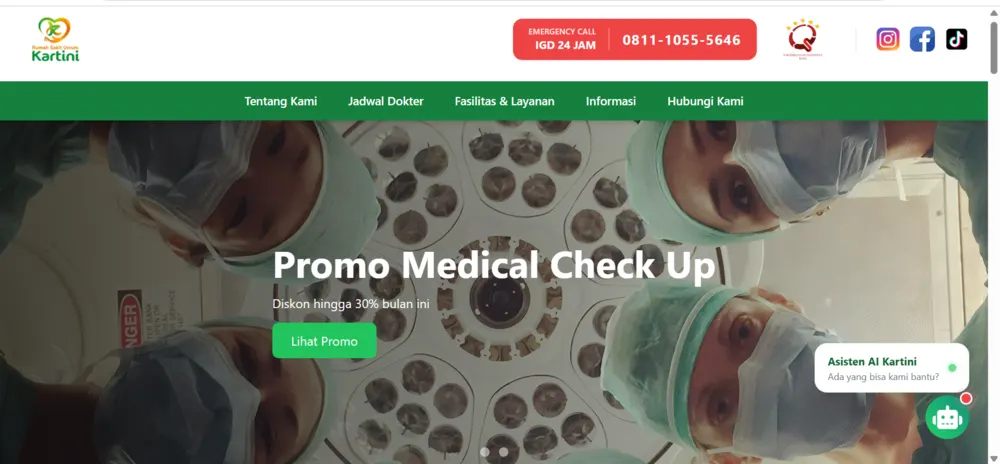 Rumah Sakit Umum
Kartini
EMERGENCY CALL
IGD 24 JAM
0811-1055-5646
Tentang Kami
Jadwal Dokter
Fasilitas & Layanan
Informasi
Hubungi Kami
Promo Medical Check Up
Diskon hingga 30% bulan ini
Lihat Promo
DANGER
Asisten AI Kartini
Ada yang bisa kami bantu?